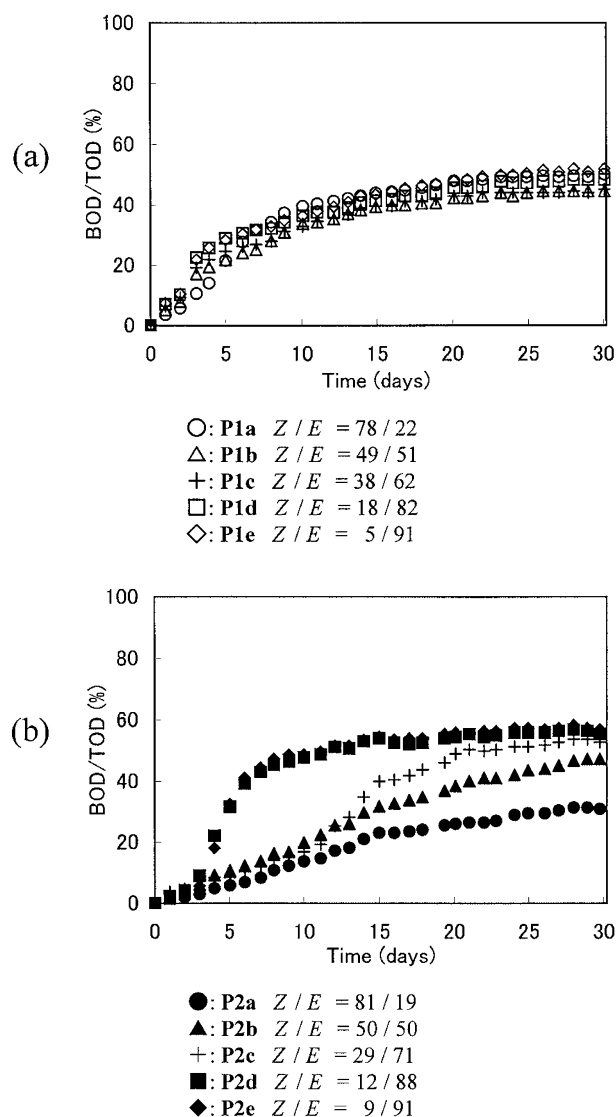 (a)
BOD/TOD (%)
100
80
60
40
20
0
0 5 10 15 20 25 30
Time (days)
○: P1a Z / E = 78 / 22
△: P1b Z / E = 49 / 51
+: P1c Z / E = 38 / 62
□: P1d Z / E = 18 / 82
◇: P1e Z / E = 5 / 91
(b)
BOD/TOD (%)
100
80
60
40
20
0
0 5 10 15 20 25 30
Time (days)
●: P2a Z / E = 81 / 19
▲: P2b Z / E = 50 / 50
+: P2c Z / E = 29 / 71
■: P2d Z / E = 12 / 88
◆: P2e Z / E = 9 / 91